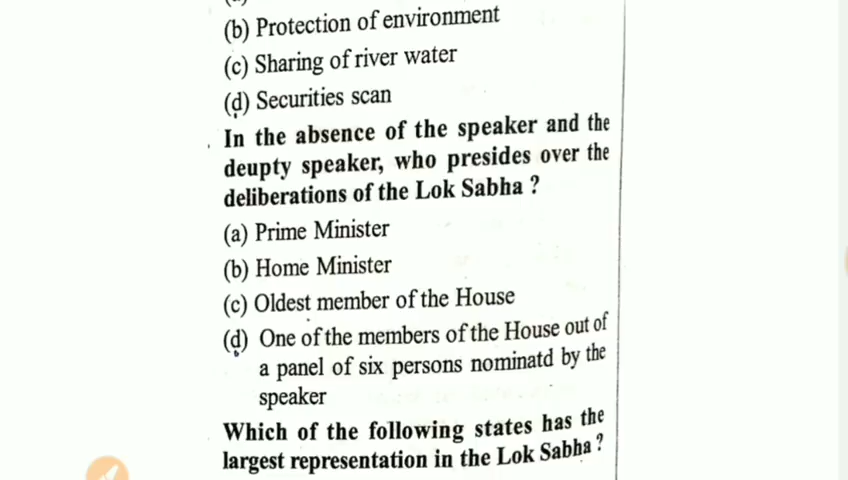 (b) Protection of environment
(c) Sharing of river water
(d) Securities scan
In the absence of the speaker and the
deupty speaker, who presides over the
deliberations of the Lok Sabha ?
(a) Prime Minister
(b) Home Minister
(c) Oldest member of the House
(d) One of the members of the House out of
a panel of six persons nominatd by the
speaker
Which of the following states has the
largest representation in the Lok Sabha ?